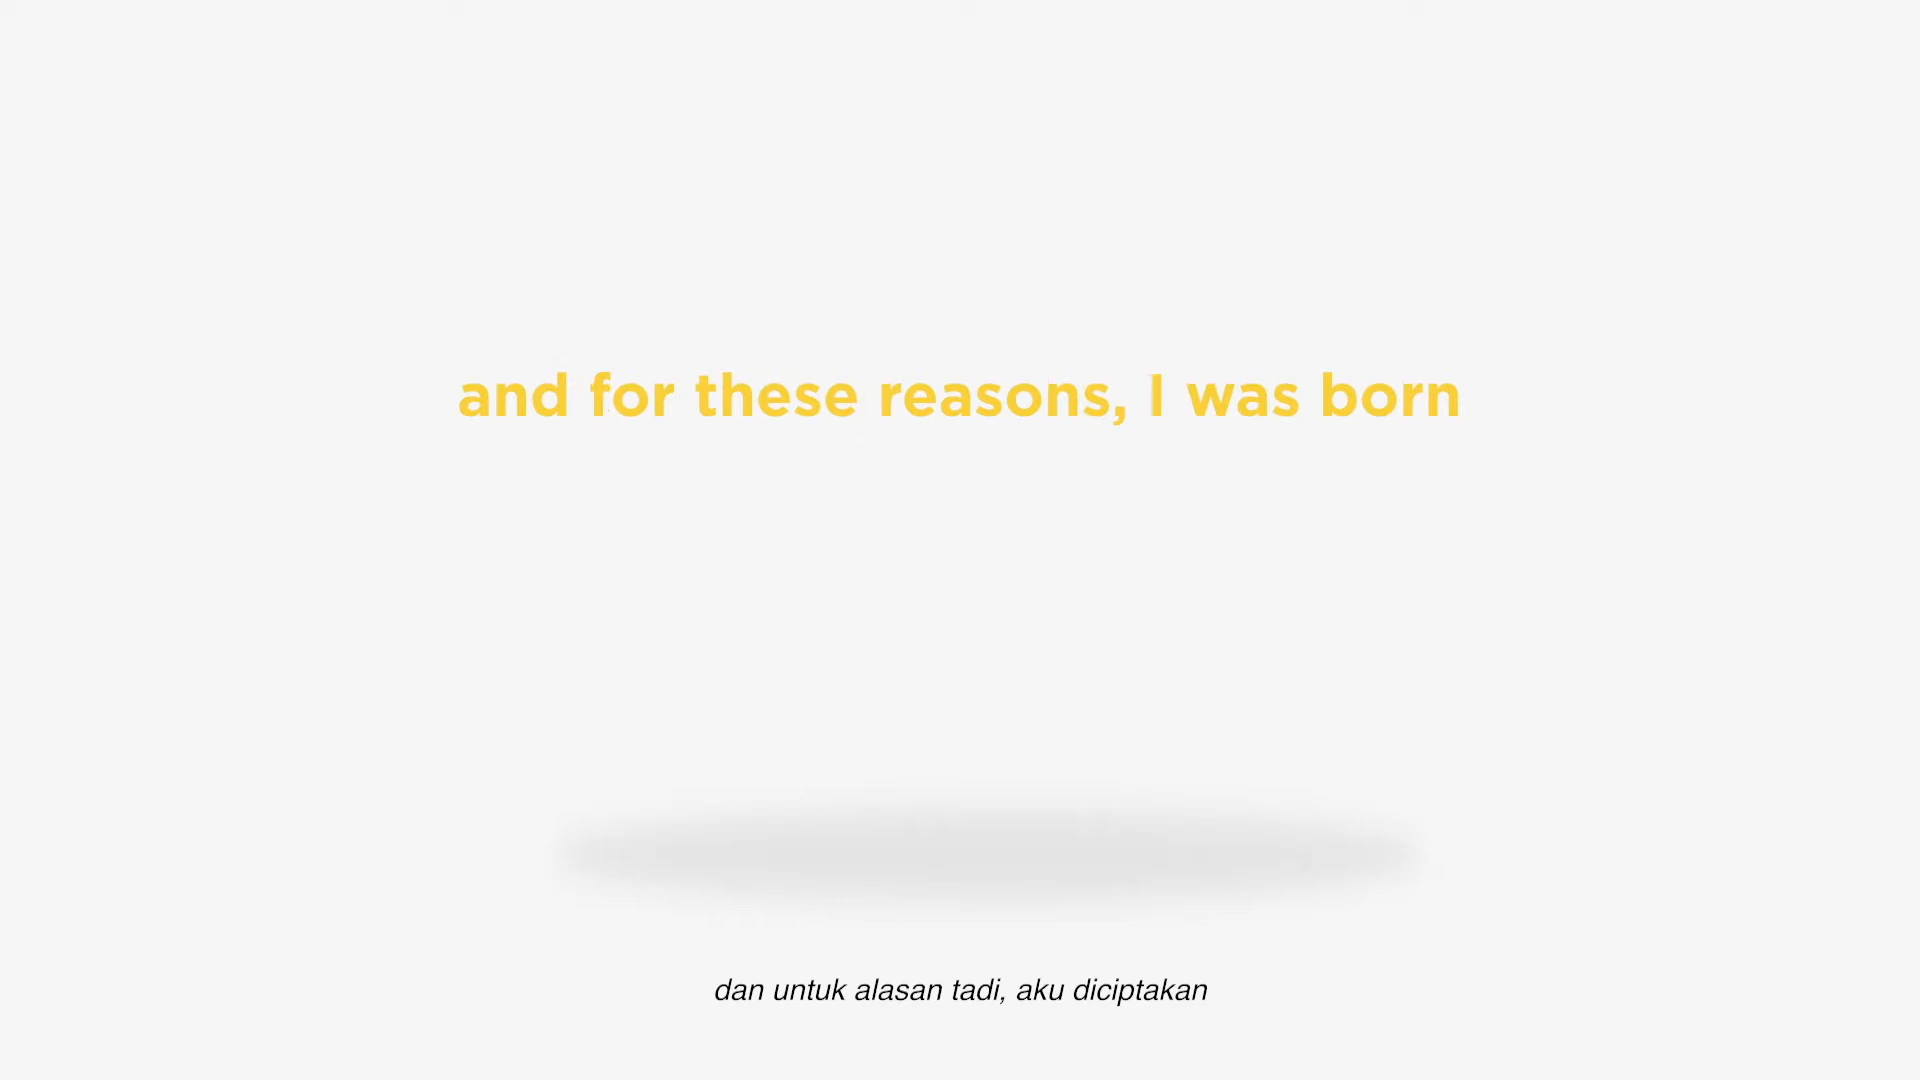 and for these reasons, I was born
dan untuk alasan tadi, aku diciptakan